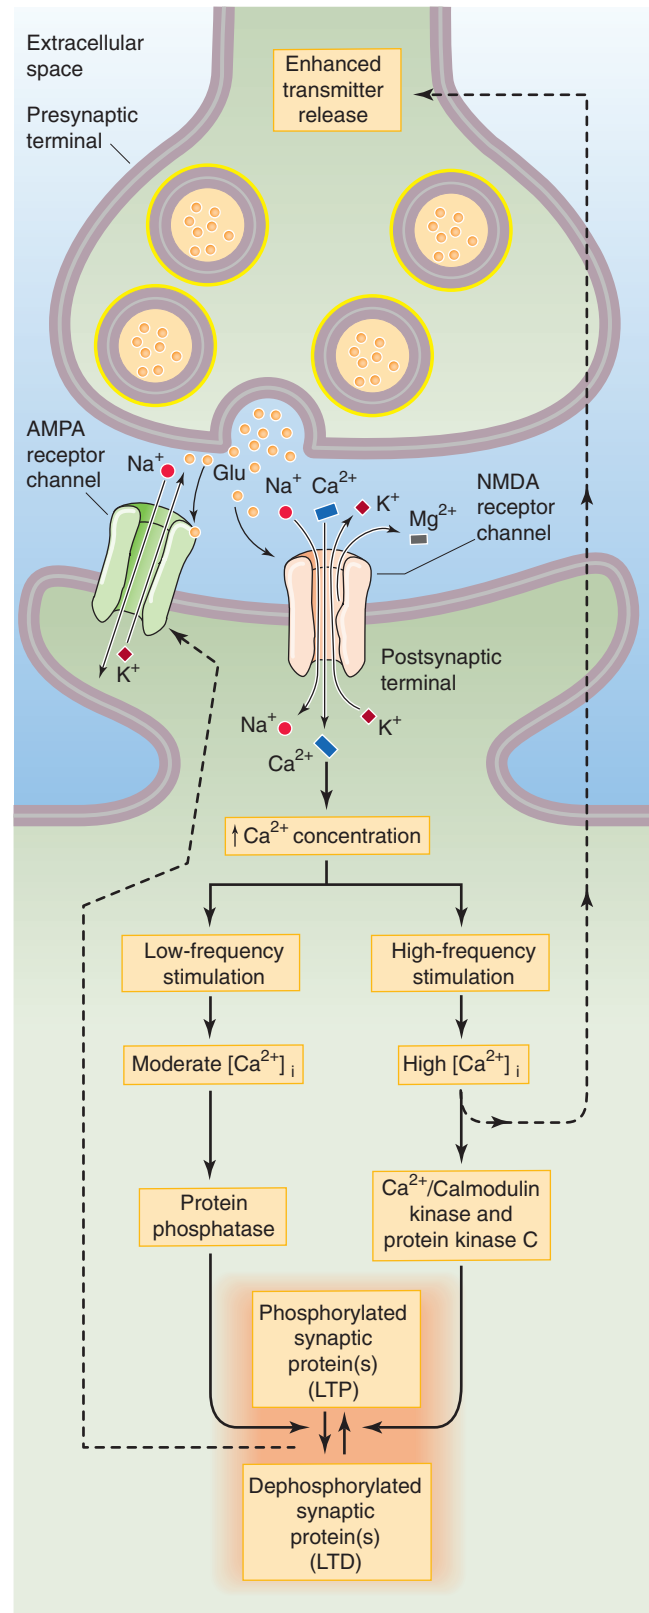 Extracellular
space
Enhanced
transmitter
release
Presynaptic
terminal
AMPA
receptor
channel
Na⁺
Glu
Na⁺
Ca²⁺
K⁺
Mg²⁺
NMDA
receptor
channel
K⁺
Postsynaptic
terminal
Na⁺
K⁺
Ca²⁺
↑ Ca²⁺ concentration
Low-frequency
stimulation
High-frequency
stimulation
Moderate [Ca²⁺] i
High [Ca²⁺] i
Protein
phosphatase
Ca²⁺/Calmodulin
kinase and
protein kinase C
Phosphorylated
synaptic
protein(s)
(LTP)
Dephosphorylated
synaptic
protein(s)
(LTD)